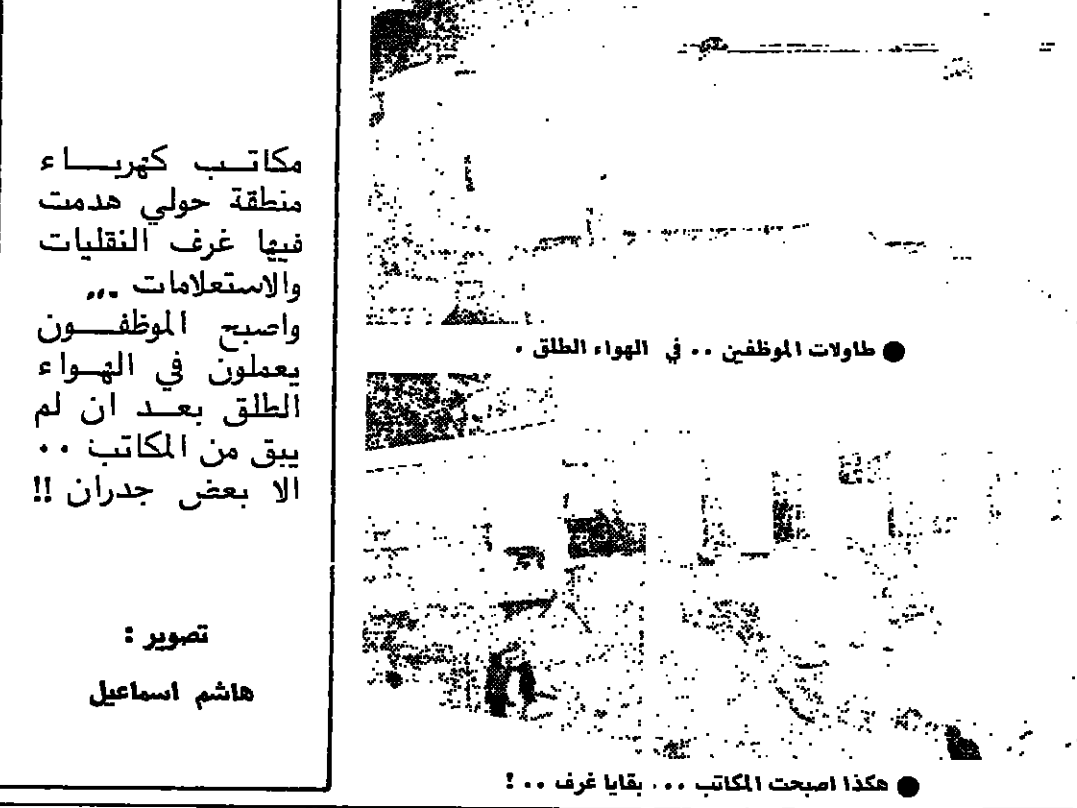 مكاتب كهرباء
منطقة حولي هدمت
فيها غرف النقليات
والاستعلامات ...
واصبح الموظفون
يعملون في الهواء
الطلق بعد ان لم
يبق من المكاتب ..
الا بعض جدران !!
تصوير :
هاشم اسماعيل
● طاولات الموظفين .. في الهواء الطلق .
● هكذا اصبحت المكاتب ... بقايا غرف .. !